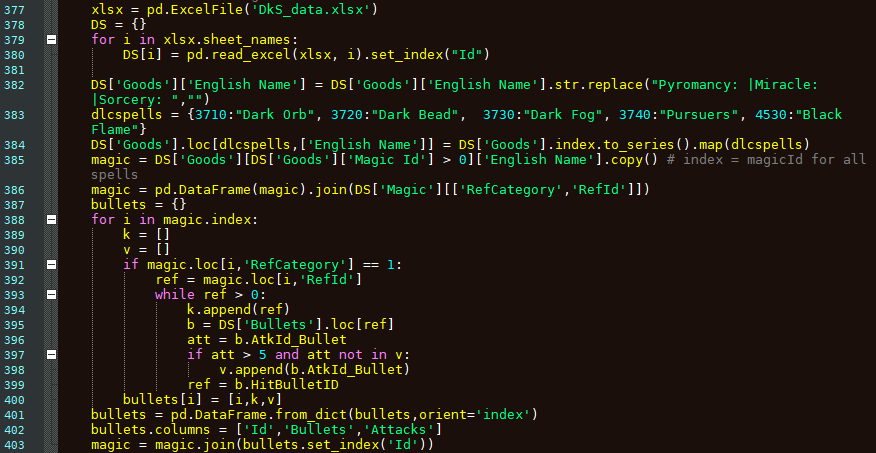 377 xlsx = pd.ExcelFile('DkS_data.xlsx')
378 DS = {}
379 for i in xlsx.sheet_names:
380     DS[i] = pd.read_excel(xlsx, i).set_index("Id")
381
382 DS['Goods']['English Name'] = DS['Goods']['English Name'].str.replace("Pyromancy: |Miracle:
|Sorcery: ","")
383 dlcspells = {3710:"Dark Orb", 3720:"Dark Bead",  3730:"Dark Fog", 3740:"Pursuers", 4530:"Black
Flame"}
384 DS['Goods'].loc[dlcspells,['English Name']] = DS['Goods'].index.to_series().map(dlcspells)
385 magic = DS['Goods'][DS['Goods']['Magic Id'] > 0]['English Name'].copy() # index = magicId for all
spells
386 magic = pd.DataFrame(magic).join(DS['Magic'][['RefCategory','RefId']])
387 bullets = {}
388 for i in magic.index:
389     k = []
390     v = []
391     if magic.loc[i,'RefCategory'] == 1:
392         ref = magic.loc[i,'RefId']
393         while ref > 0:
394             k.append(ref)
395             b = DS['Bullets'].loc[ref]
396             att = b.AtkId_Bullet
397             if att > 5 and att not in v:
398                 v.append(b.AtkId_Bullet)
399             ref = b.HitBulletID
400     bullets[i] = [i,k,v]
401 bullets = pd.DataFrame.from_dict(bullets,orient='index')
402 bullets.columns = ['Id','Bullets','Attacks']
403 magic = magic.join(bullets.set_index('Id'))